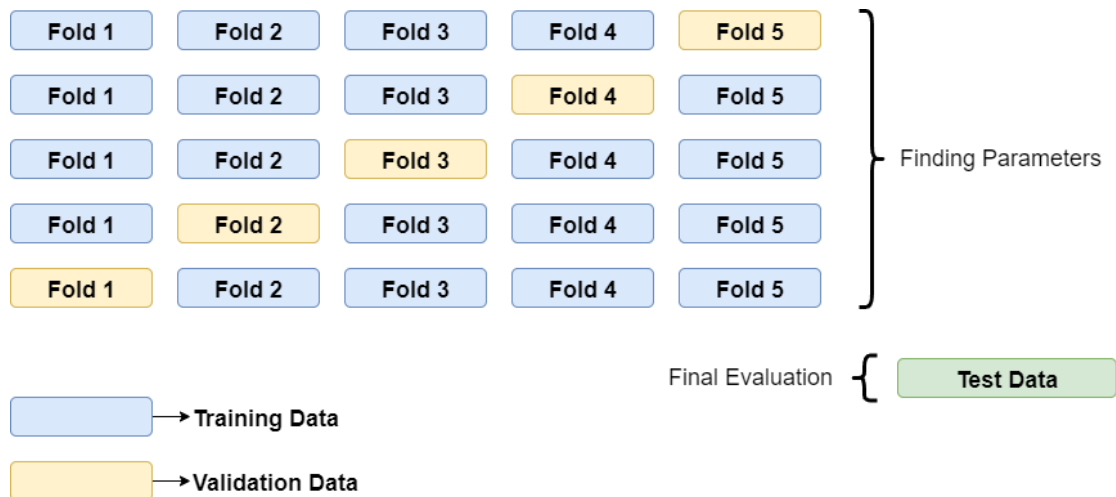 Fold 1 Fold 2 Fold 3 Fold 4 Fold 5
Fold 1 Fold 2 Fold 3 Fold 4 Fold 5
Fold 1 Fold 2 Fold 3 Fold 4 Fold 5
Finding Parameters
Fold 1 Fold 2 Fold 3 Fold 4 Fold 5
Fold 1 Fold 2 Fold 3 Fold 4 Fold 5
Final Evaluation
Test Data
Training Data
Validation Data